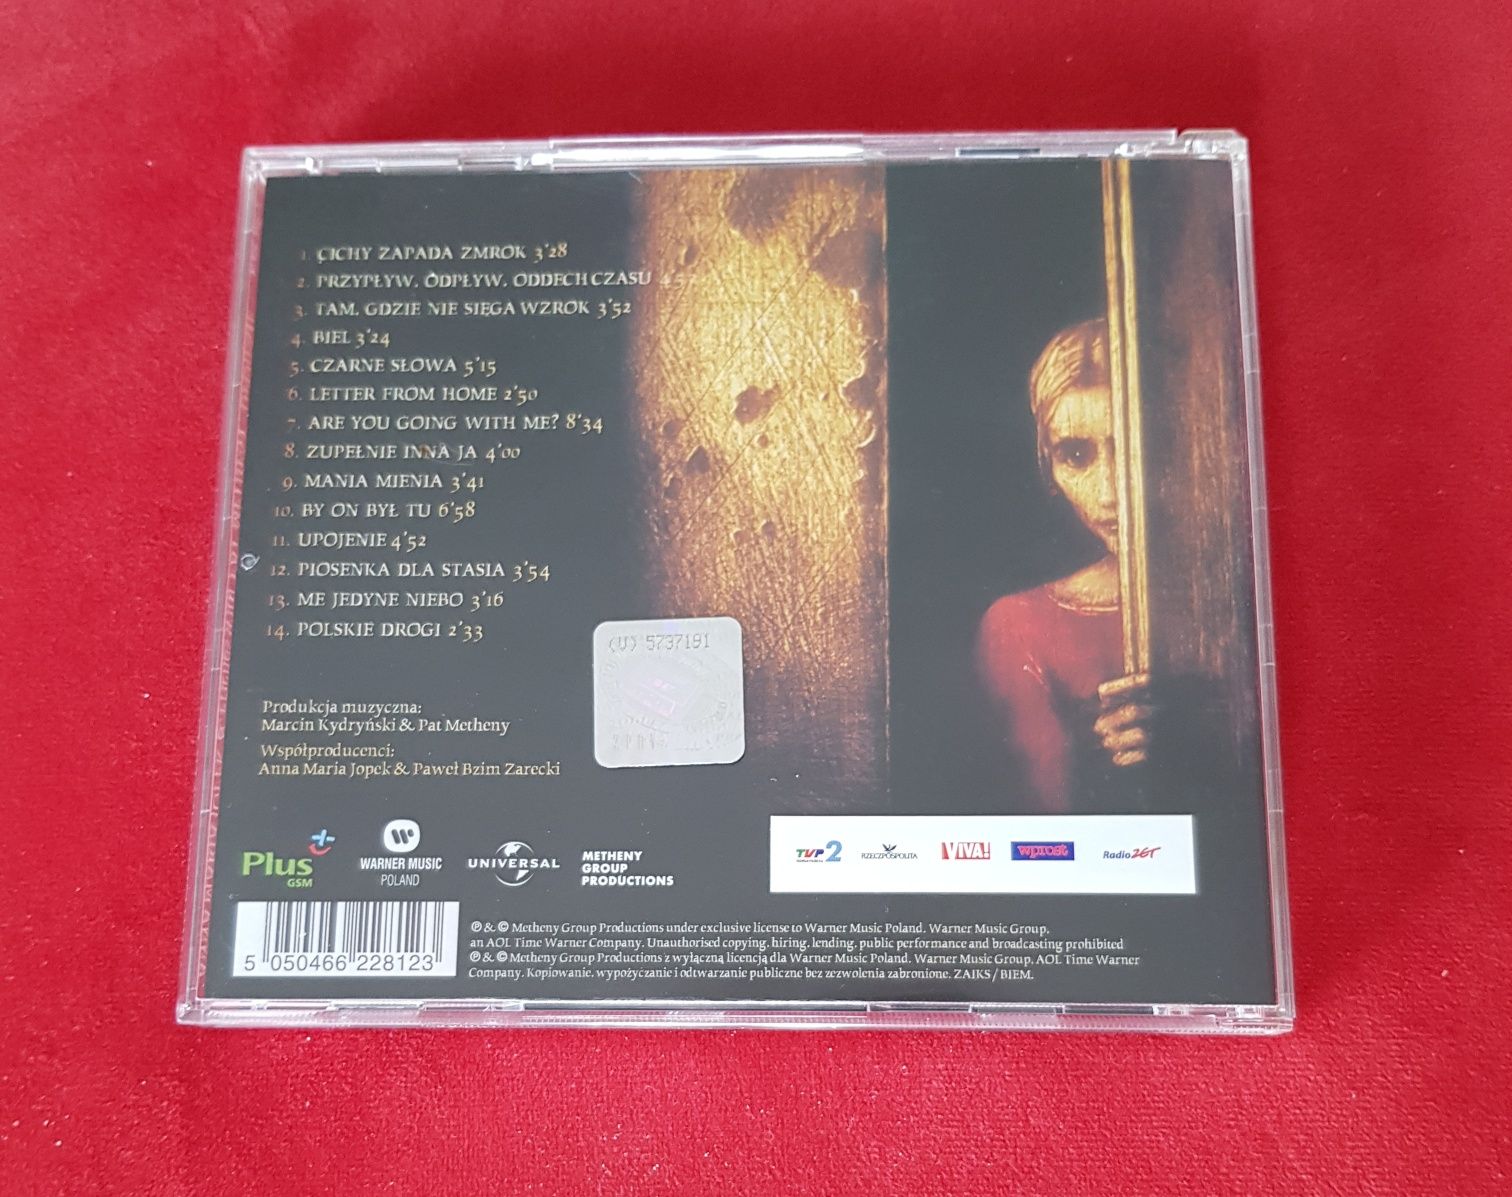 1. CICHY ZAPADA ZMROK 3'28
2. PRZYPŁYW, ODPŁYW, ODDECH CZASU 4'57
3. TAM, GDZIE NIE SIĘGA WZROK 3'52
4. BIEL 3'24
5. CZARNE SŁOWA 5'15
6. LETTER FROM HOME 2'50
7. ARE YOU GOING WITH ME? 8'34
8. ZUPEŁNIE INNA JA 4'00
9. MANIA MIENIA 3'41
10. BY ON BYŁ TU 6'58
11. UPOJENIE 4'52
12. PIOSENKA DLA STASIA 3'54
13. ME JEDYNE NIEBO 3'16
14. POLSKIE DROGI 2'33
(U) 5737191
Produkcja muzyczna:
Marcin Kydryński & Pat Metheny
Współproducenci:
Anna Maria Jopek & Paweł Bzim Zarecki
Plus
GSM
WARNER MUSIC
POLAND
UNIVERSAL
METHENY
GROUP
PRODUCTIONS
TVP2
RZECZPOSPOLITA
VIVA!
wprost
Radio ZET
5 050466 228123
℗ & © Metheny Group Productions under exclusive license to Warner Music Poland. Warner Music Group,
an AOL Time Warner Company. Unauthorised copying, hiring, lending, public performance and broadcasting prohibited
℗ & © Metheny Group Productions z wyłączną licencją dla Warner Music Poland. Warner Music Group, AOL Time Warner
Company. Kopiowanie, wypożyczanie i odtwarzanie publiczne bez zezwolenia zabronione. ZAIKS / BIEM.